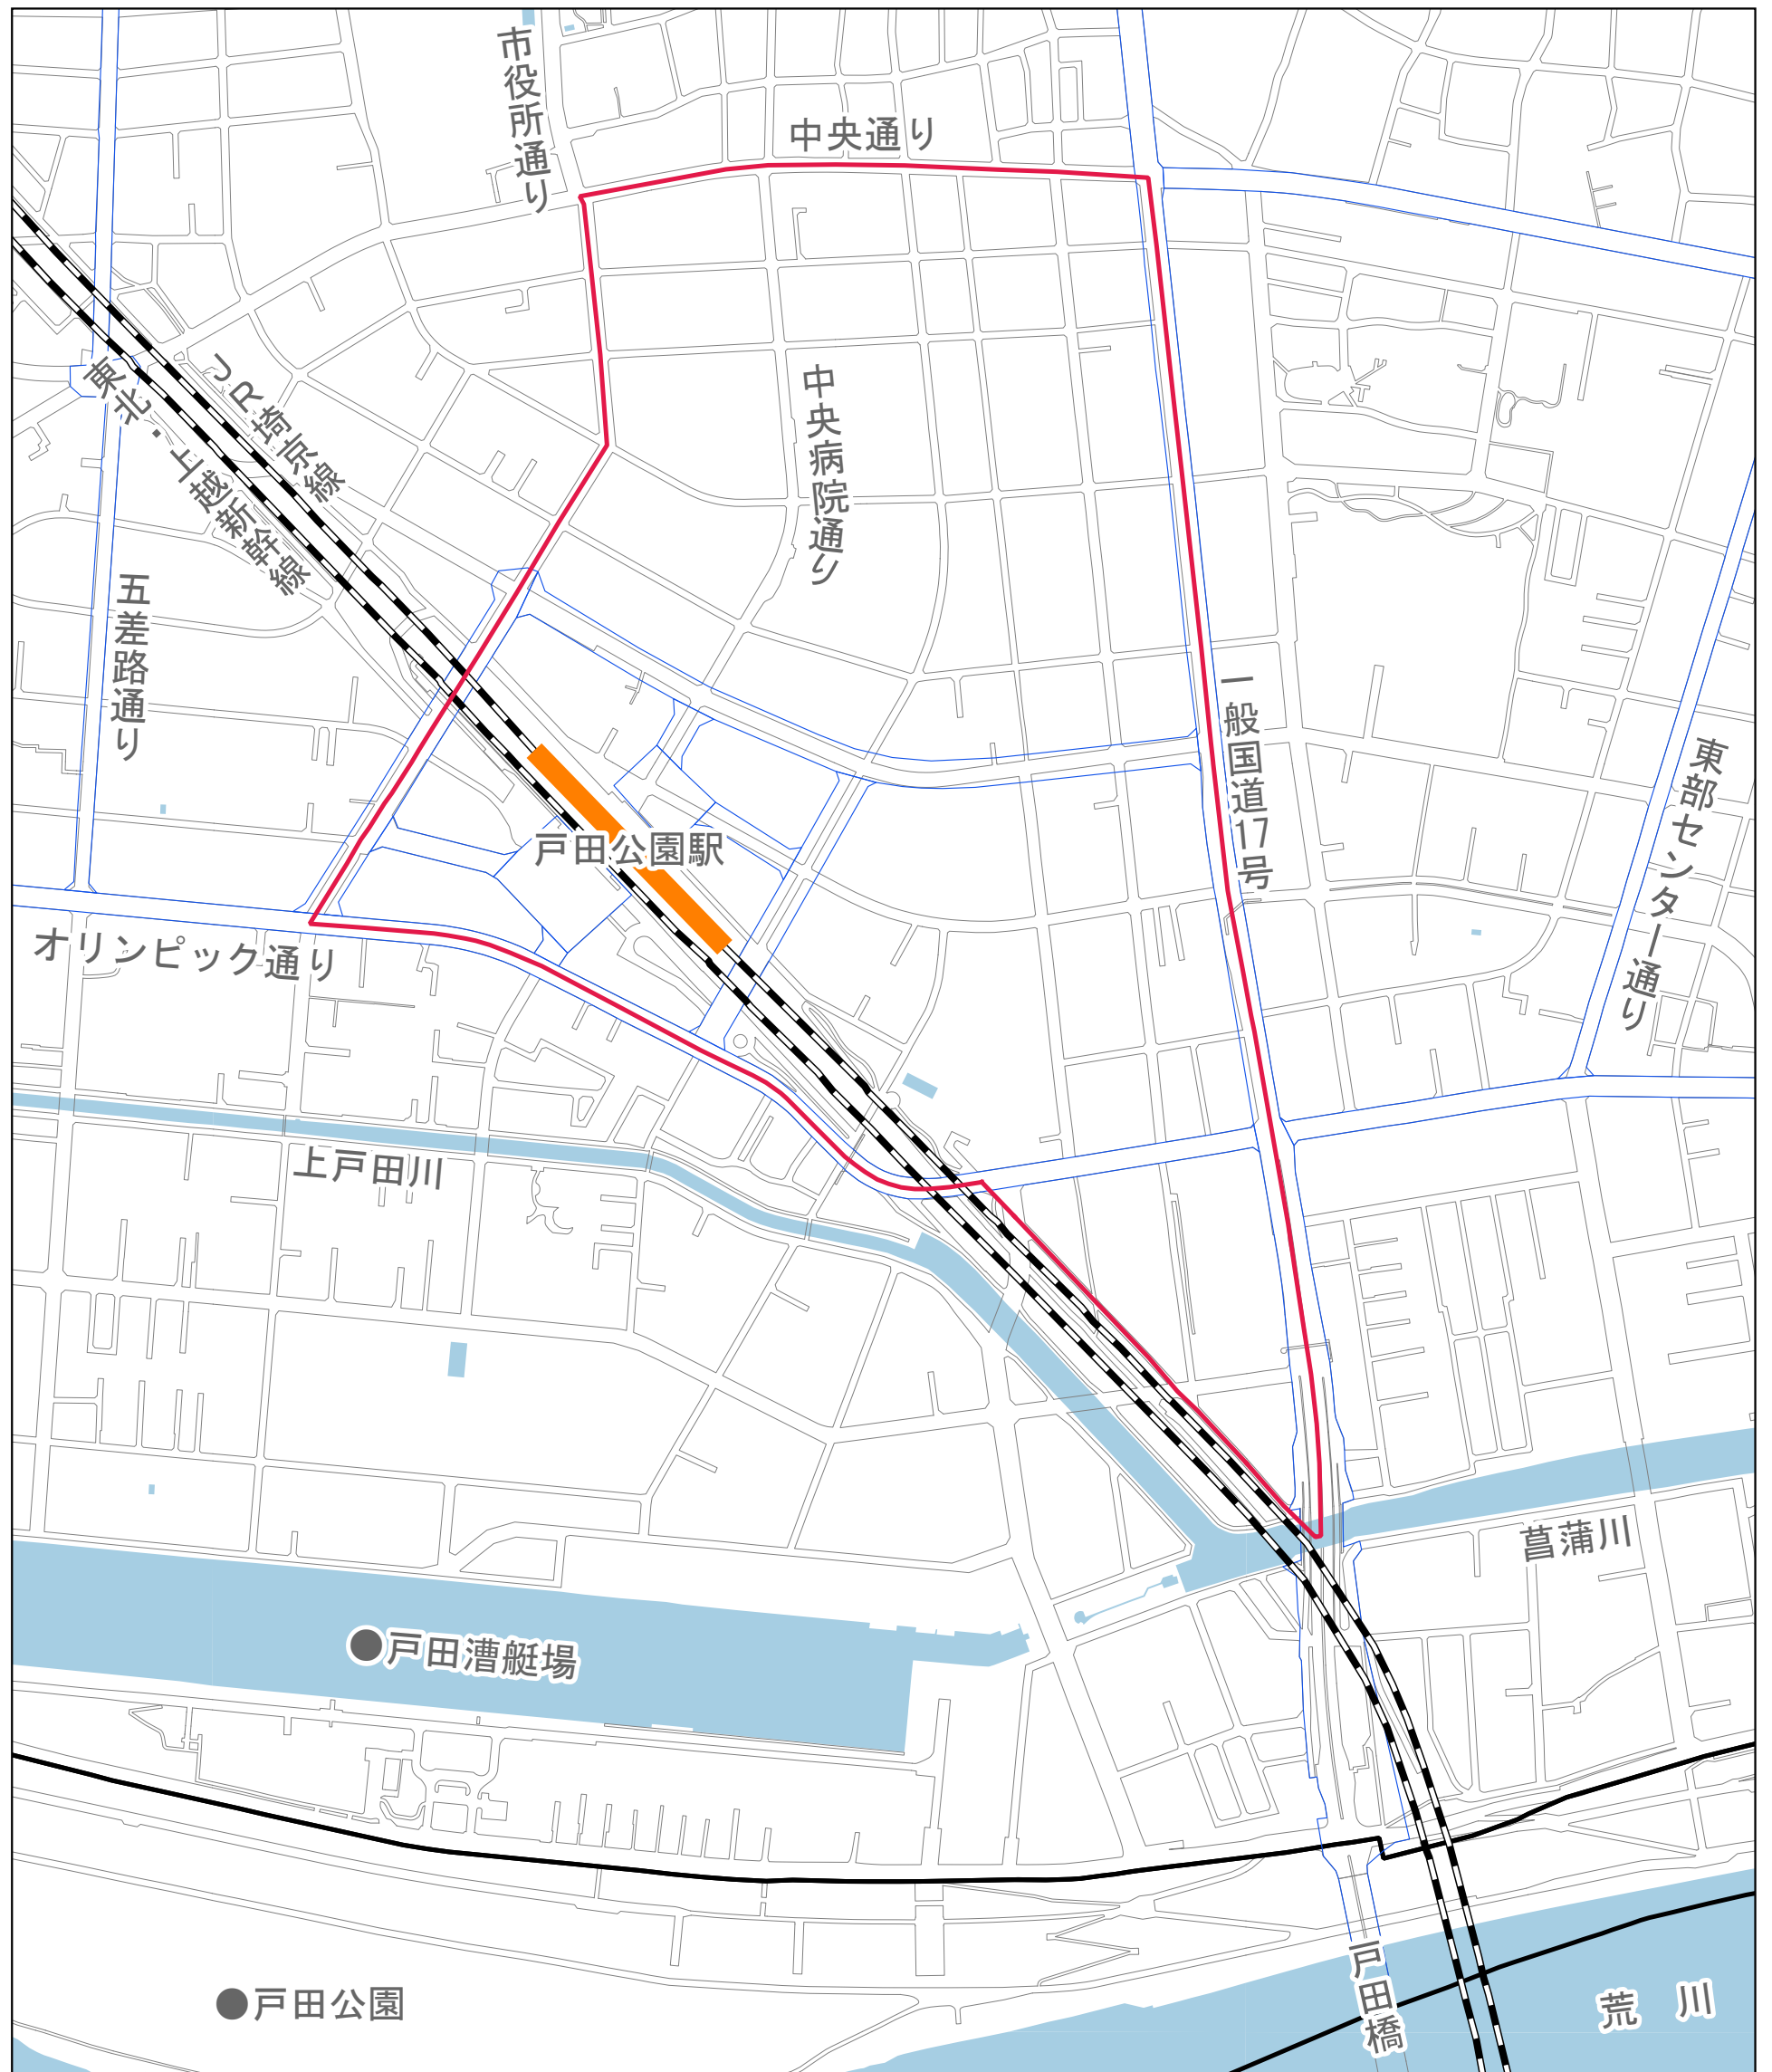 市役所通り
中央通り
JR埼京線
東北・上越新幹線
中央病院通り
五差路通り
一般国道17号
東部センター通り
戸田公園駅
オリンピック通り
上戸田川
菖蒲川
●戸田漕艇場
●戸田公園
戸田橋
荒川